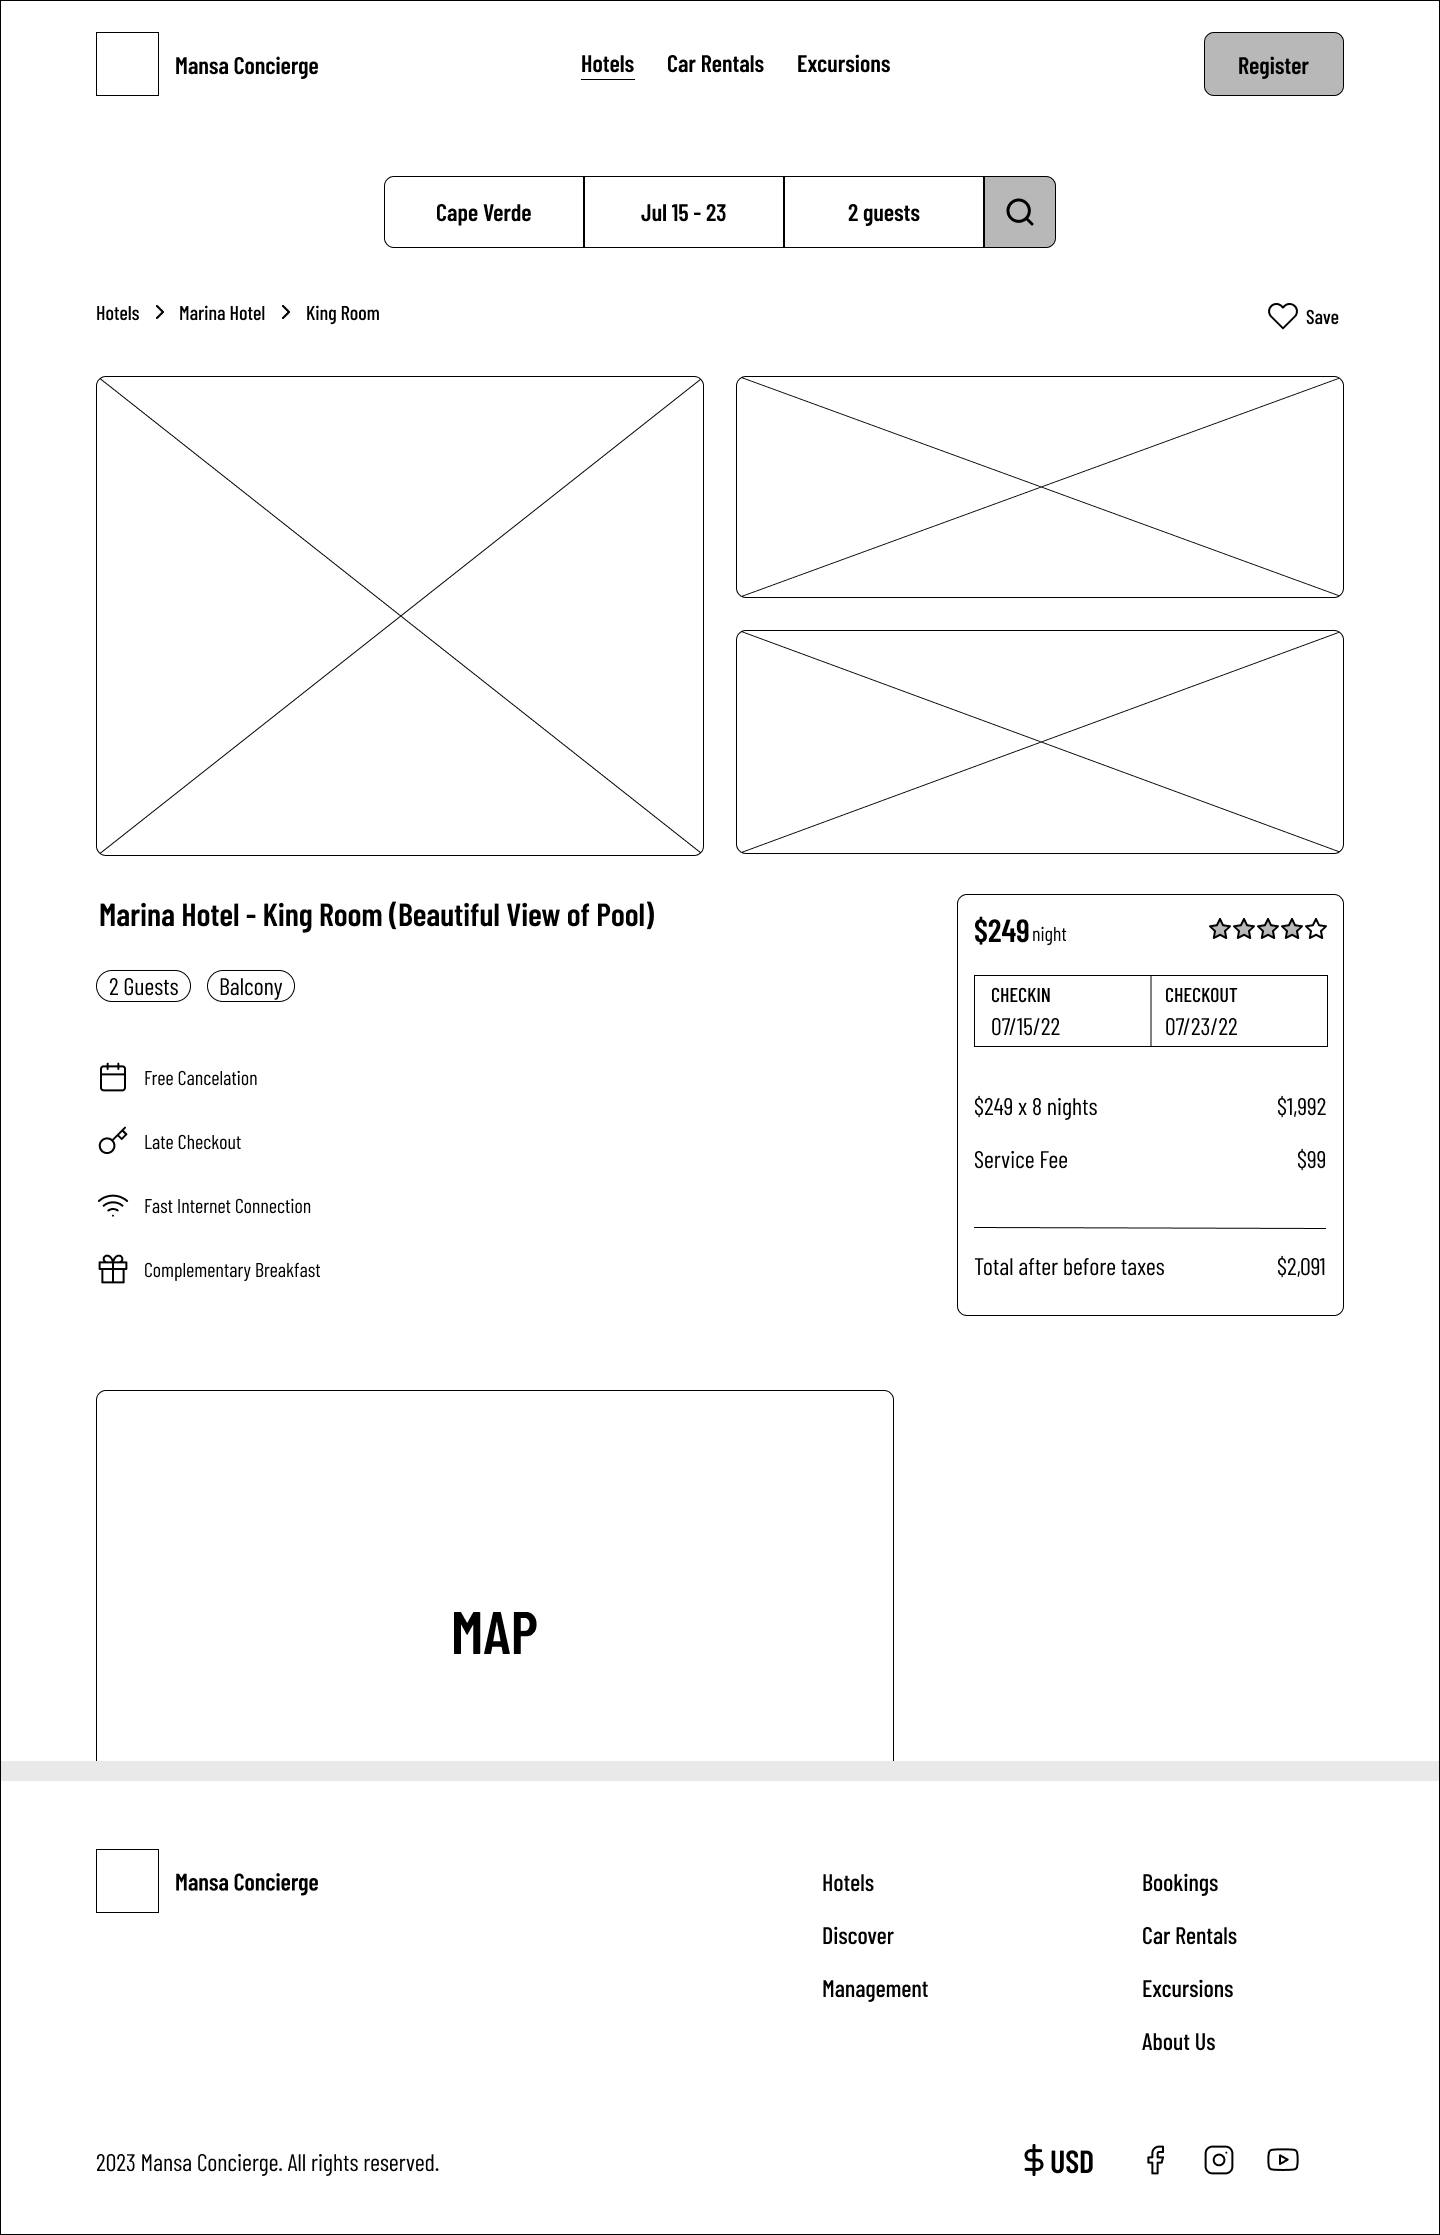 Mansa Concierge
Hotels Car Rentals Excursions
Register
Cape Verde Jul 15 - 23 2 guests
Hotels Marina Hotel King Room
Save
Marina Hotel - King Room (Beautiful View of Pool)
2 Guests Balcony
Free Cancelation
Late Checkout
Fast Internet Connection
Complementary Breakfast
$249 night
CHECKIN CHECKOUT
07/15/22 07/23/22
$249 x 8 nights $1,992
Service Fee $99
Total after before taxes $2,091
MAP
Mansa Concierge
Hotels
Discover
Management
Bookings
Car Rentals
Excursions
About Us
2023 Mansa Concierge. All rights reserved.
$ USD